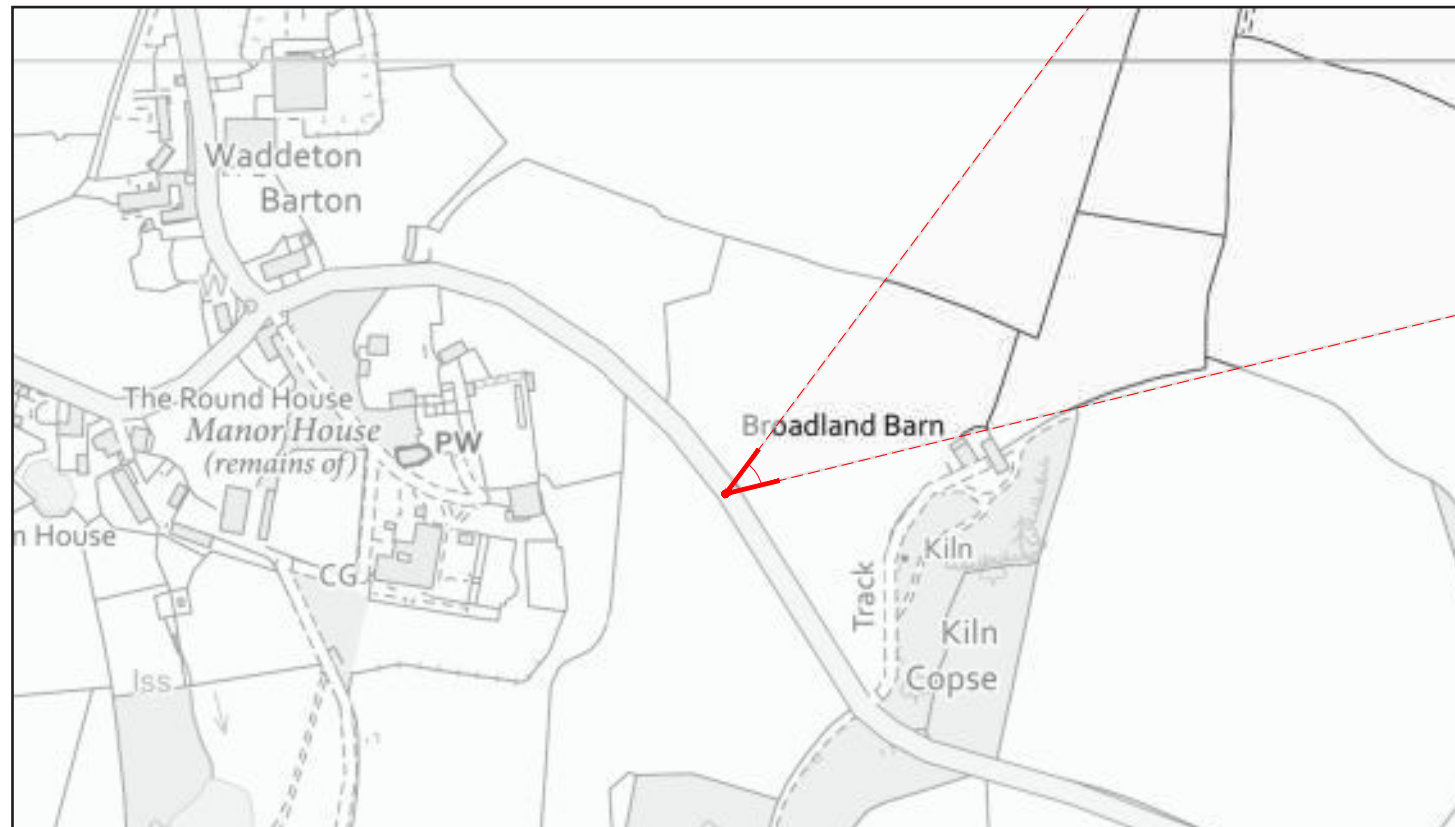 Waddeton
Barton
W
The Round House
Manor House
(remains of)
PW
Broadland Barn
n House
CG
Kiln
Track
Kiln
Copse
Iss